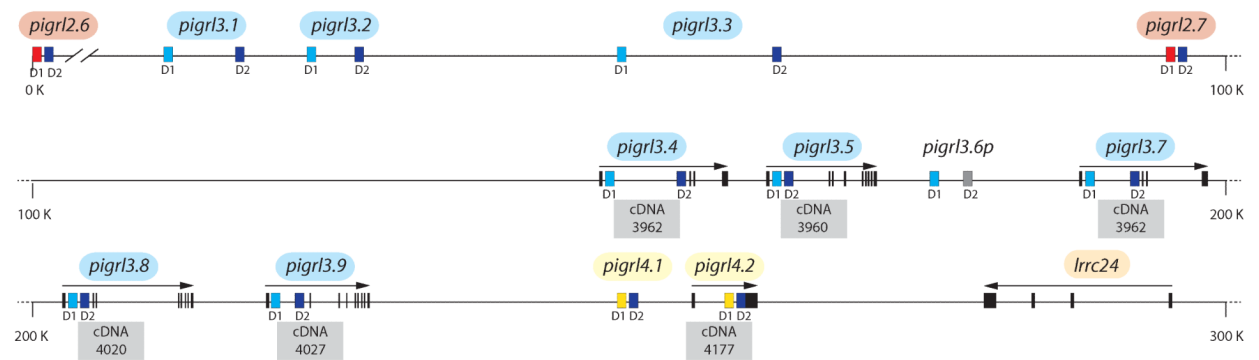 pigrl2.6 pigrl3.1 pigrl3.2 pigrl3.3 pigrl2.7
D1 D2 D1 D2 D1 D2 D1 D2 D1 D2
0 K 100 K
pigrl3.4 pigrl3.5 pigrl3.6p pigrl3.7
D1 D2 D1 D2 D1 D2 D1 D2
100 K cDNA 3962 cDNA 3960 cDNA 3962 200 K
pigrl3.8 pigrl3.9 pigrl4.1 pigrl4.2 lrrc24
D1 D2 D1 D2 D1 D2 D1 D2
200 K cDNA 4020 cDNA 4027 cDNA 4177 300 K